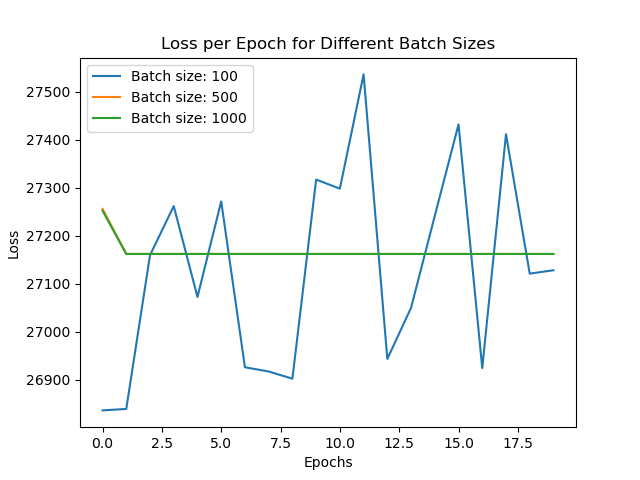 Loss per Epoch for Different Batch Sizes
Batch size: 100
Batch size: 500
Batch size: 1000
27500
27400
27300
27200
27100
27000
26900
Loss
0.0 2.5 5.0 7.5 10.0 12.5 15.0 17.5
Epochs